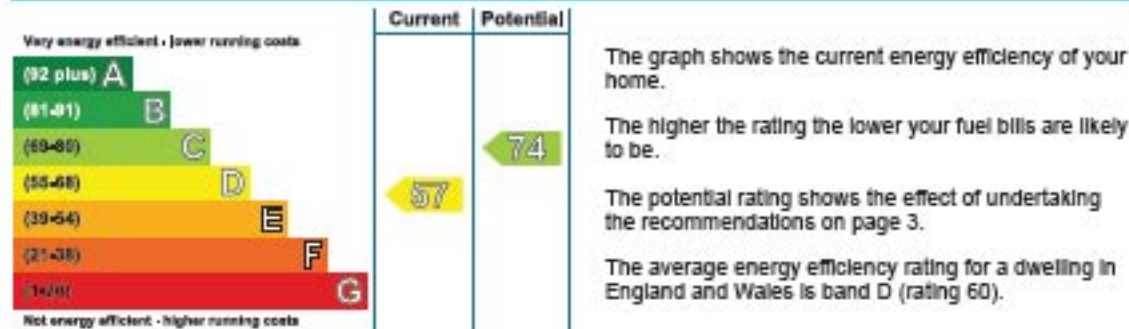 Current Potential
Very energy efficient - lower running costs
(92 plus) A
(81-91) B
(69-80) C
(55-68) D
(39-54) E
(21-38) F
(1-20) G
Not energy efficient - higher running costs
74
57
The graph shows the current energy efficiency of your
home.
The higher the rating the lower your fuel bills are likely
to be.
The potential rating shows the effect of undertaking
the recommendations on page 3.
The average energy efficiency rating for a dwelling in
England and Wales is band D (rating 60).